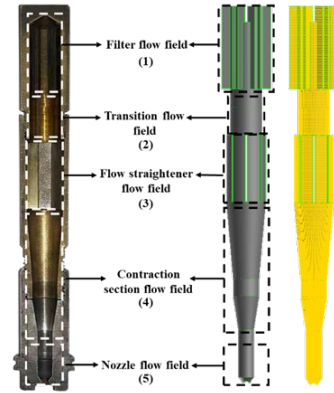 Filter flow field
(1)
Transition flow
field
(2)
Flow straightener
flow field
(3)
Contraction
section flow field
(4)
Nozzle flow field
(5)